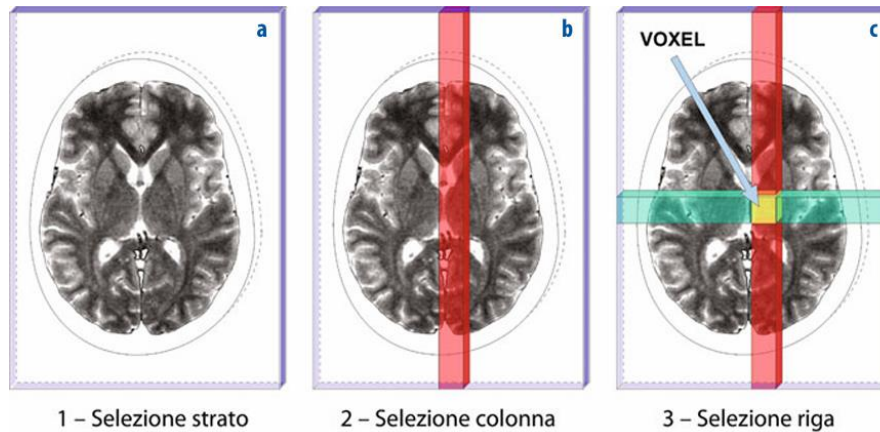 a
b
c
VOXEL
1 – Selezione strato
2 – Selezione colonna
3 – Selezione riga